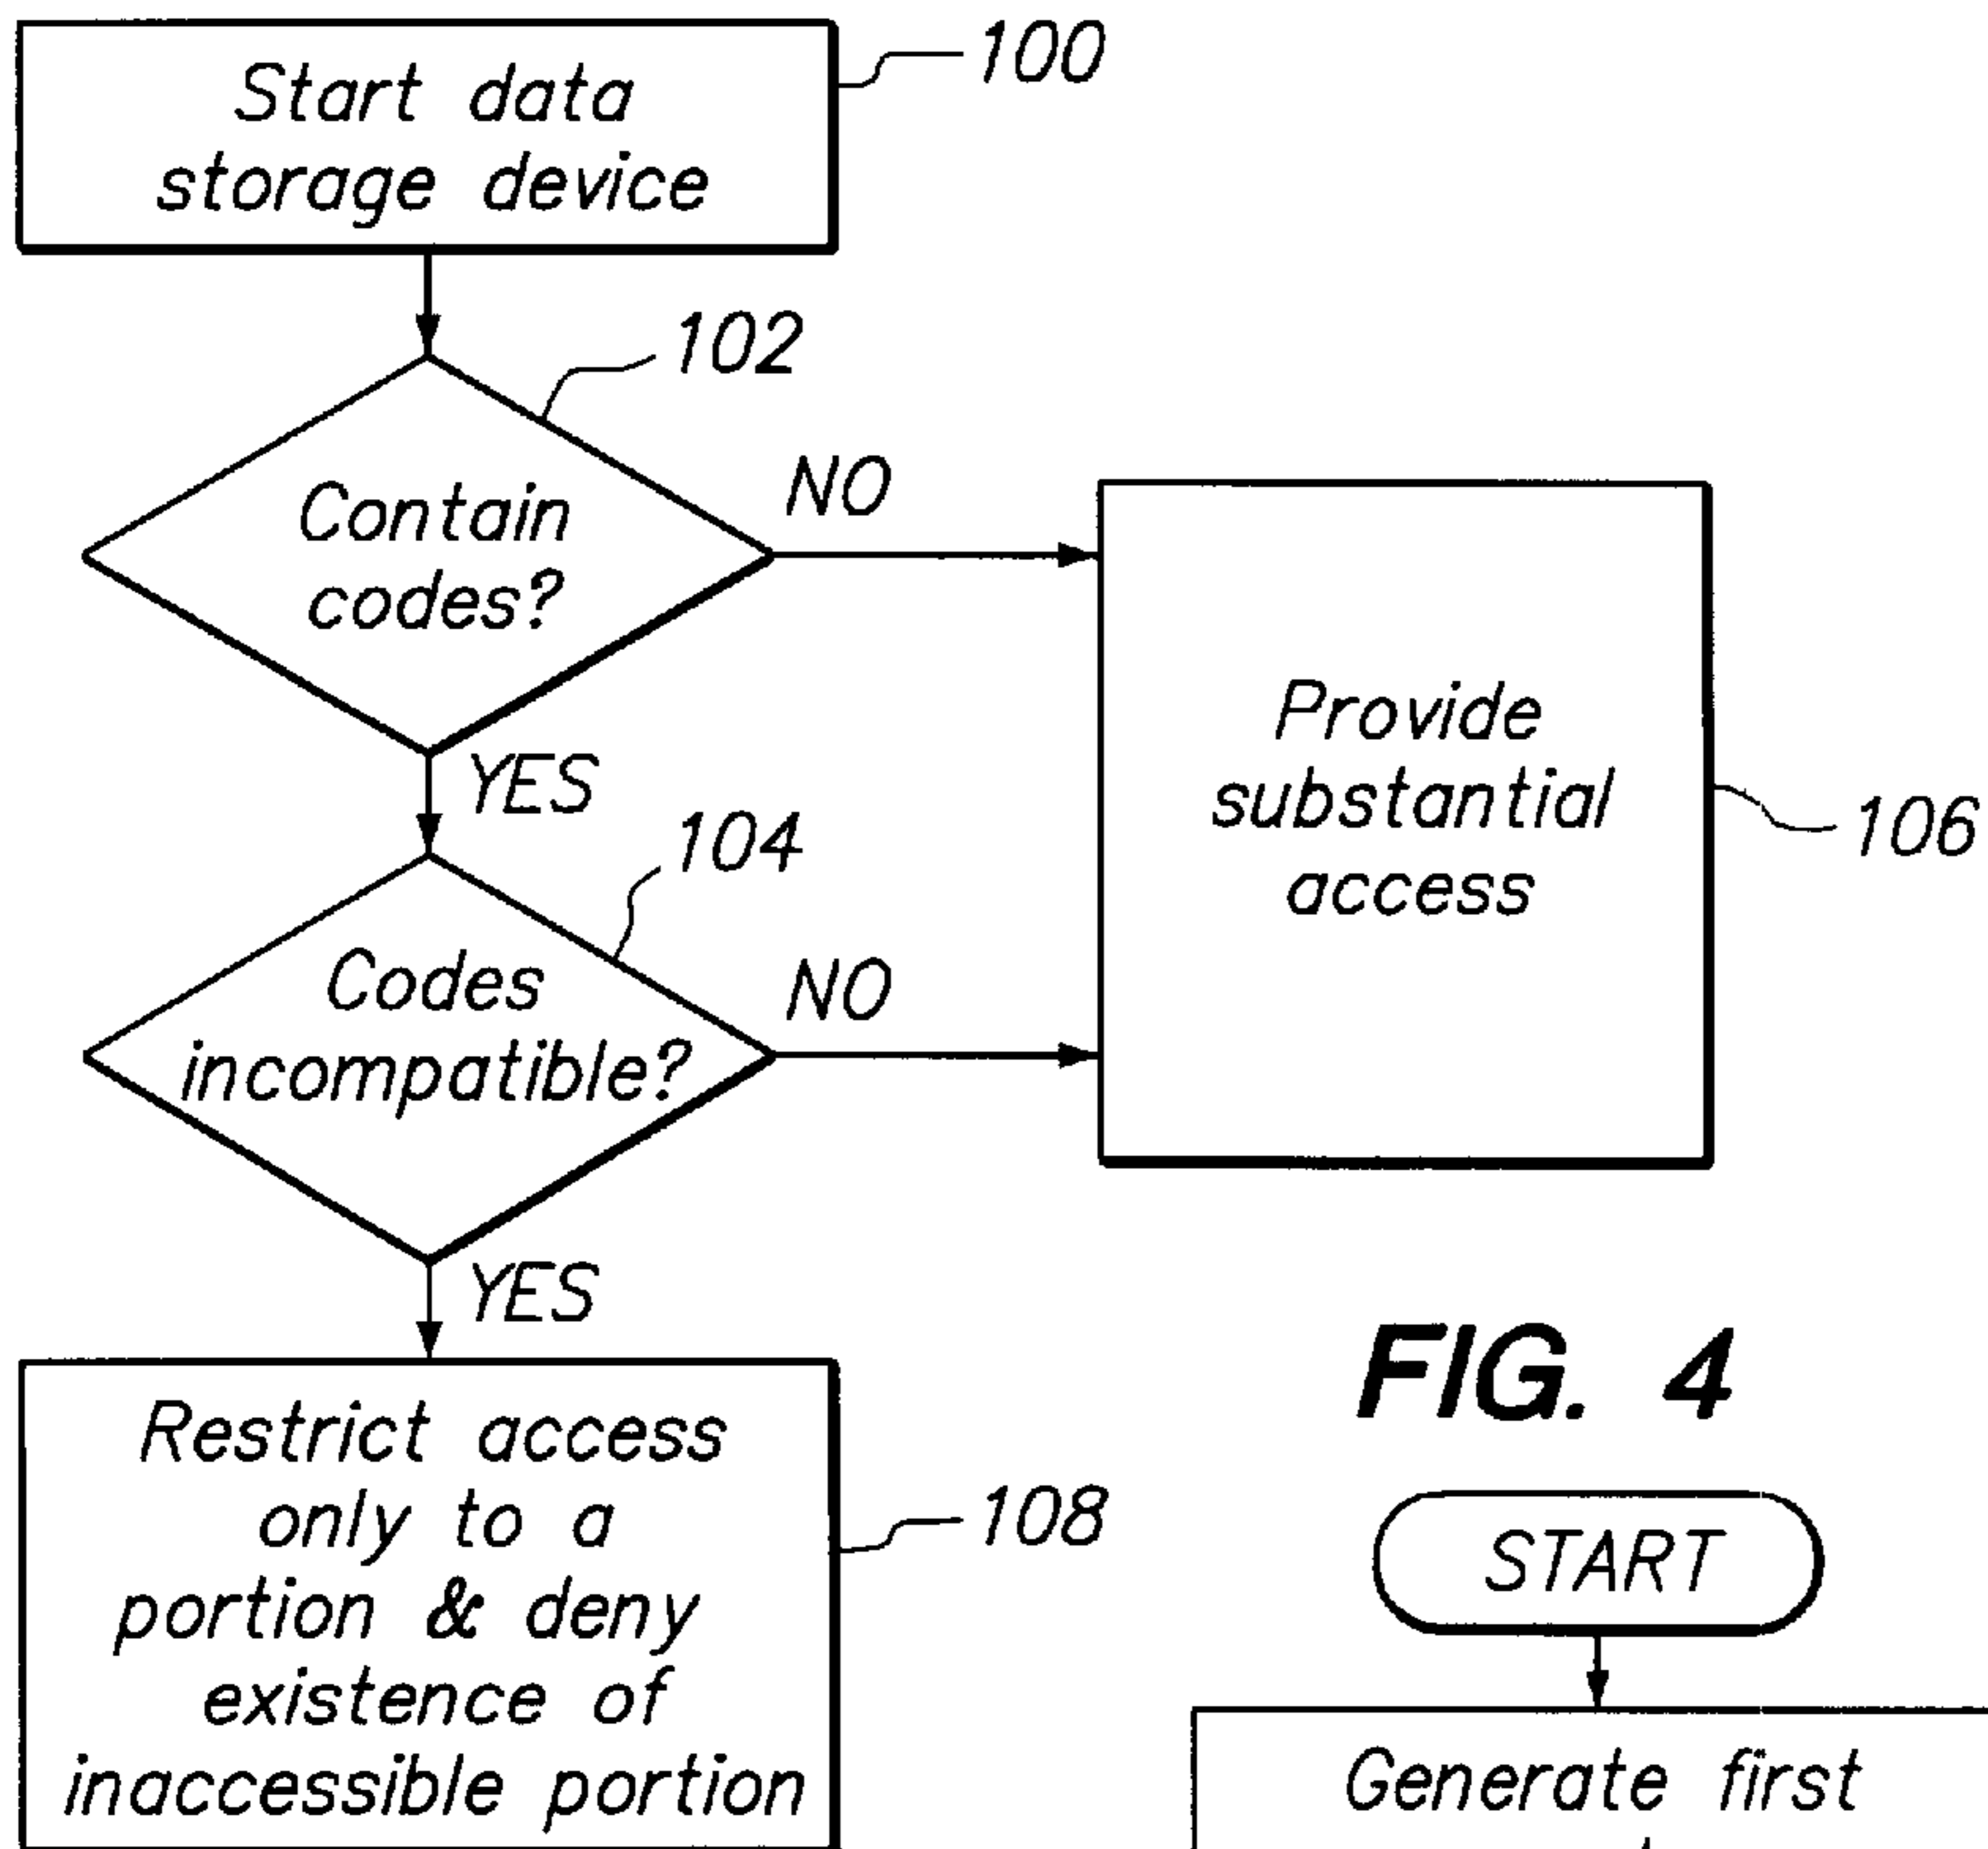 Start data
storage device
100
102
Contain
codes?
NO
YES
Provide
substantial
access
106
104
Codes
incompatible?
NO
YES
Restrict access
only to a
portion & deny
existence of
inaccessible portion
108
FIG. 4
START
Generate first